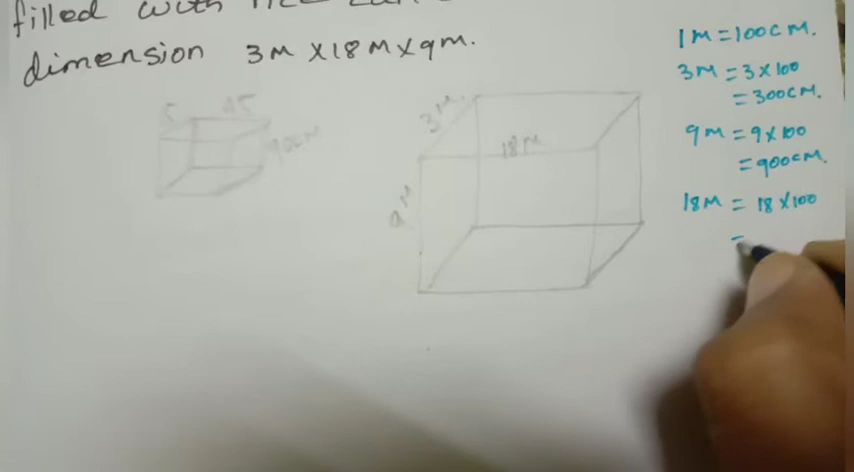 filled with
dimension 3M X 18M X 9M.
5 45
90cm
3M
18M
9M
1M = 100CM.
3M = 3 X 100
= 300CM.
9M = 9 X 100
= 900CM.
18M = 18 X 100
=